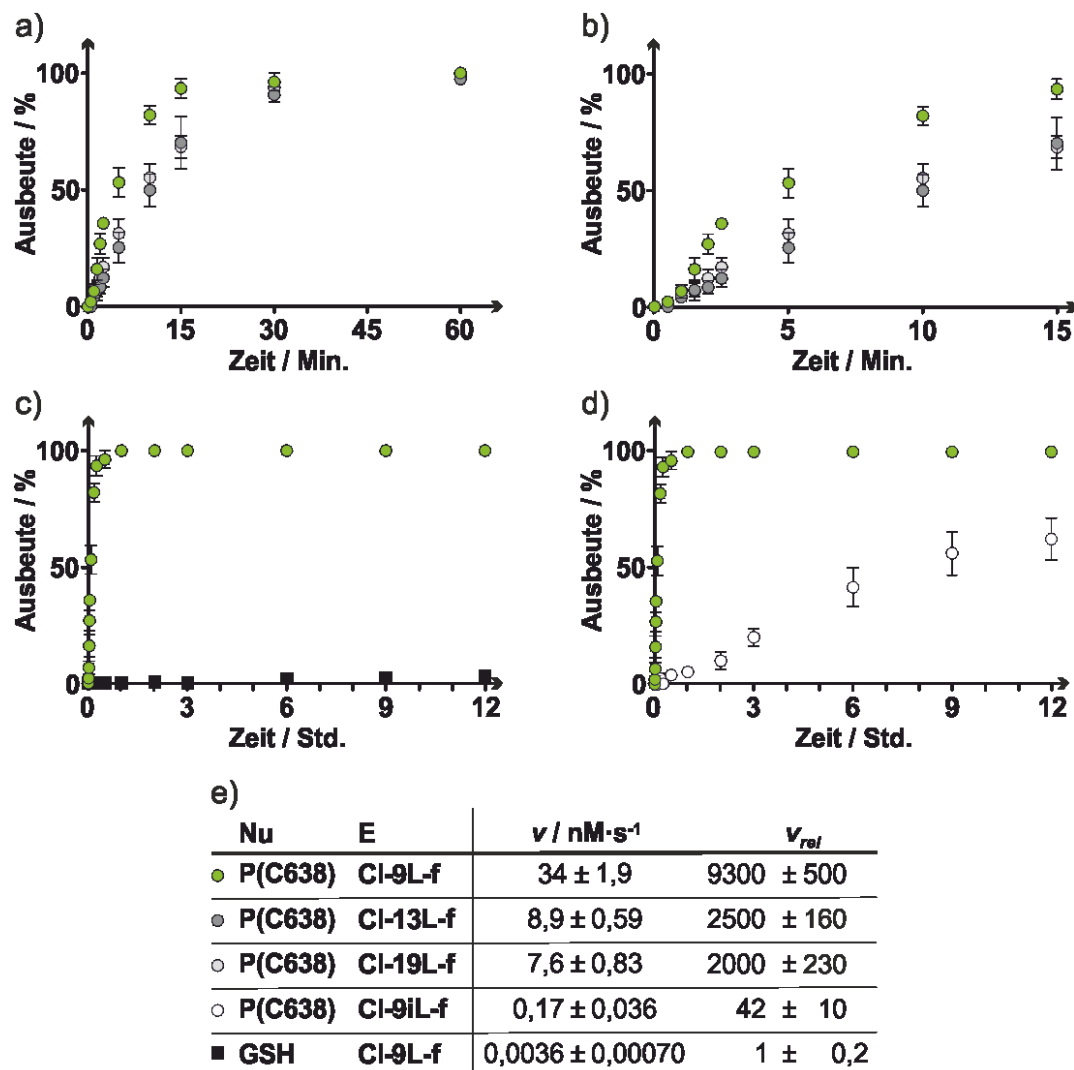 a)
Ausbeute / %
100
50
0
0 15 30 45 60
Zeit / Min.
b)
Ausbeute / %
100
50
0
0 5 10 15
Zeit / Min.
c)
Ausbeute / %
100
50
0
0 3 6 9 12
Zeit / Std.
d)
Ausbeute / %
100
50
0
0 3 6 9 12
Zeit / Std.
e)
Nu E v / nM·s⁻¹ v_rel
P(C638) Cl-9L-f 34 ± 1,9 9300 ± 500
P(C638) Cl-13L-f 8,9 ± 0,59 2500 ± 160
P(C638) Cl-19L-f 7,6 ± 0,83 2000 ± 230
P(C638) Cl-9iL-f 0,17 ± 0,036 42 ± 10
GSH Cl-9L-f 0,0036 ± 0,00070 1 ± 0,2